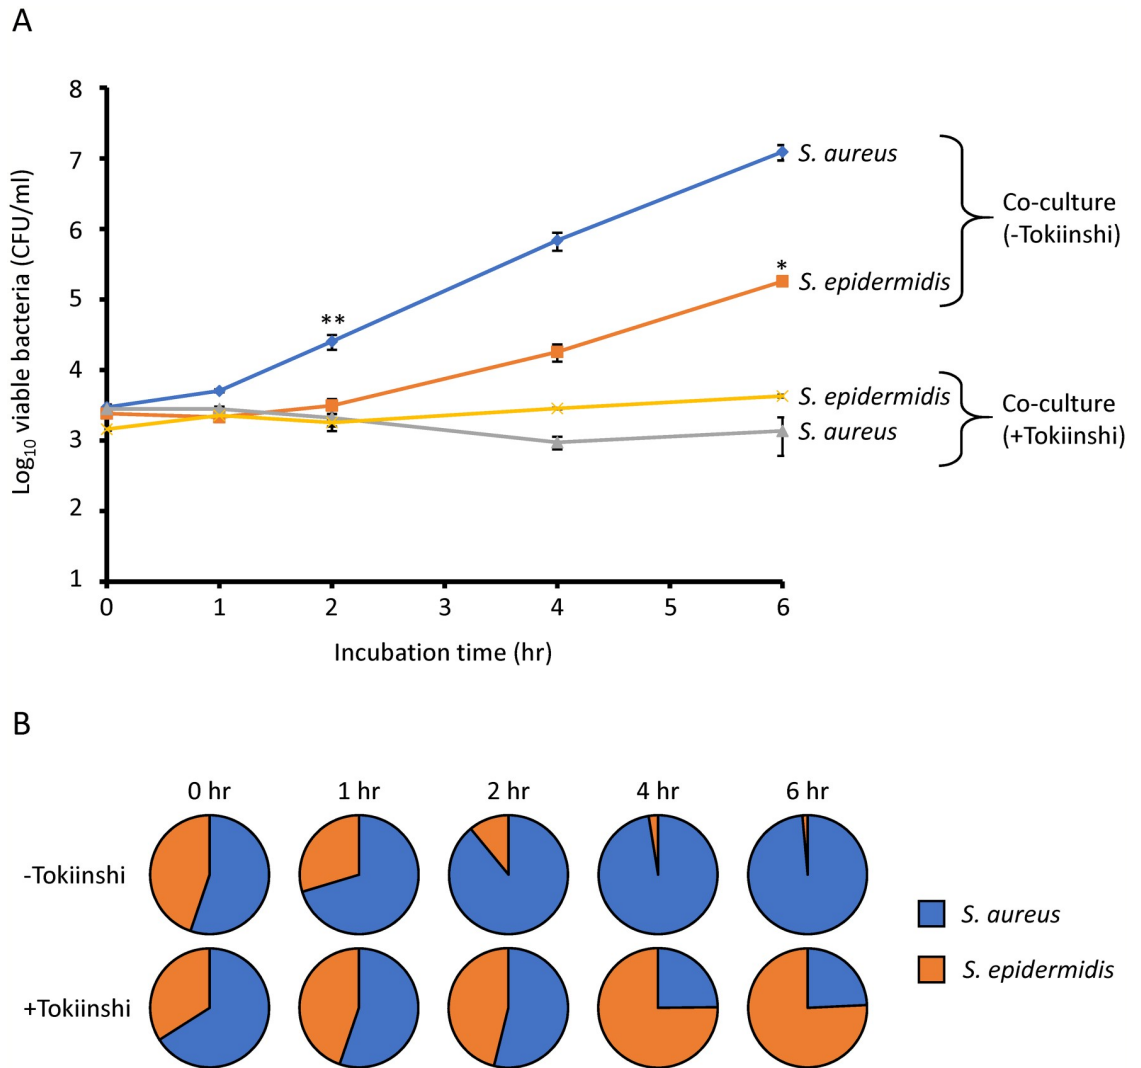 A
Log10 viable bacteria (CFU/ml)
8
7
6
5
4
3
2
1
0
1
2
3
4
5
6
Incubation time (hr)
**
*
S. aureus
S. epidermidis
Co-culture
(-Tokiinshi)
S. epidermidis
S. aureus
Co-culture
(+Tokiinshi)
B
0 hr
1 hr
2 hr
4 hr
6 hr
-Tokiinshi
+Tokiinshi
S. aureus
S. epidermidis